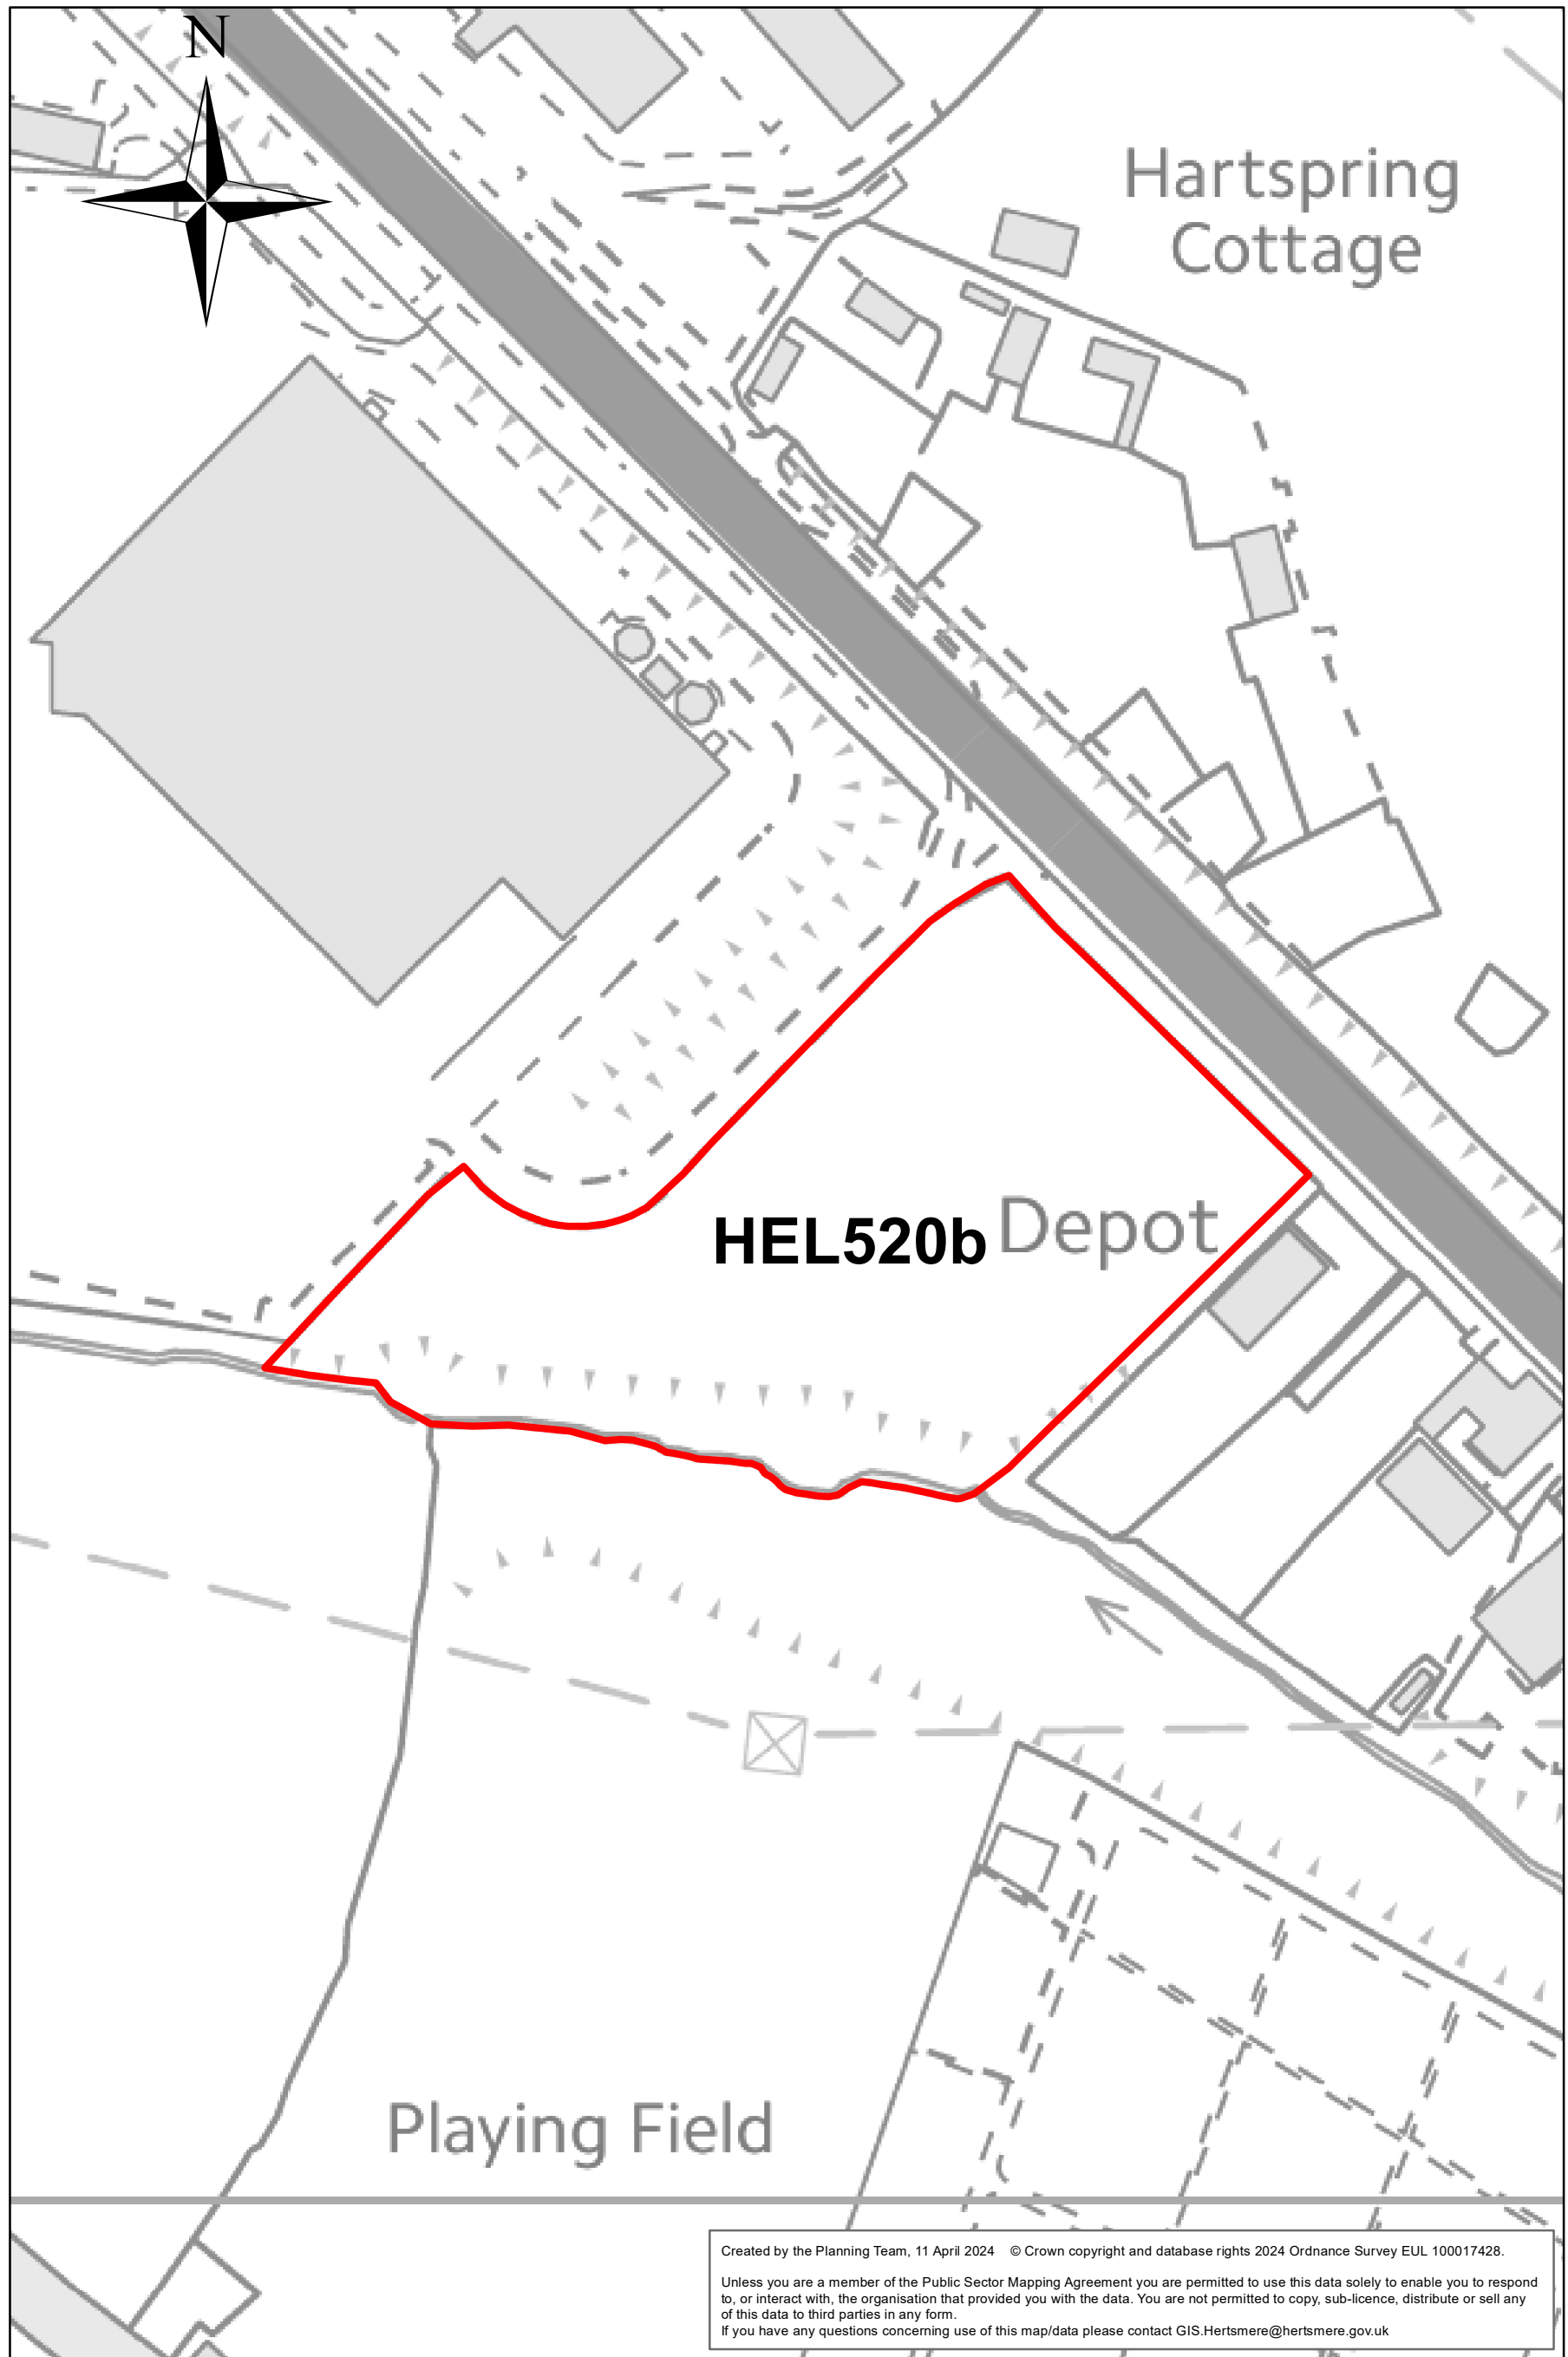 N
Hartspring
Cottage
HEL520b
Depot
Playing Field
Created by the Planning Team, 11 April 2024 © Crown copyright and database rights 2024 Ordnance Survey EUL 100017428.
Unless you are a member of the Public Sector Mapping Agreement you are permitted to use this data solely to enable you to respond
to, or interact with, the organisation that provided you with the data. You are not permitted to copy, sub-licence, distribute or sell any
of this data to third parties in any form.
If you have any questions concerning use of this map/data please contact GIS.Hertsmere@hertsmere.gov.uk